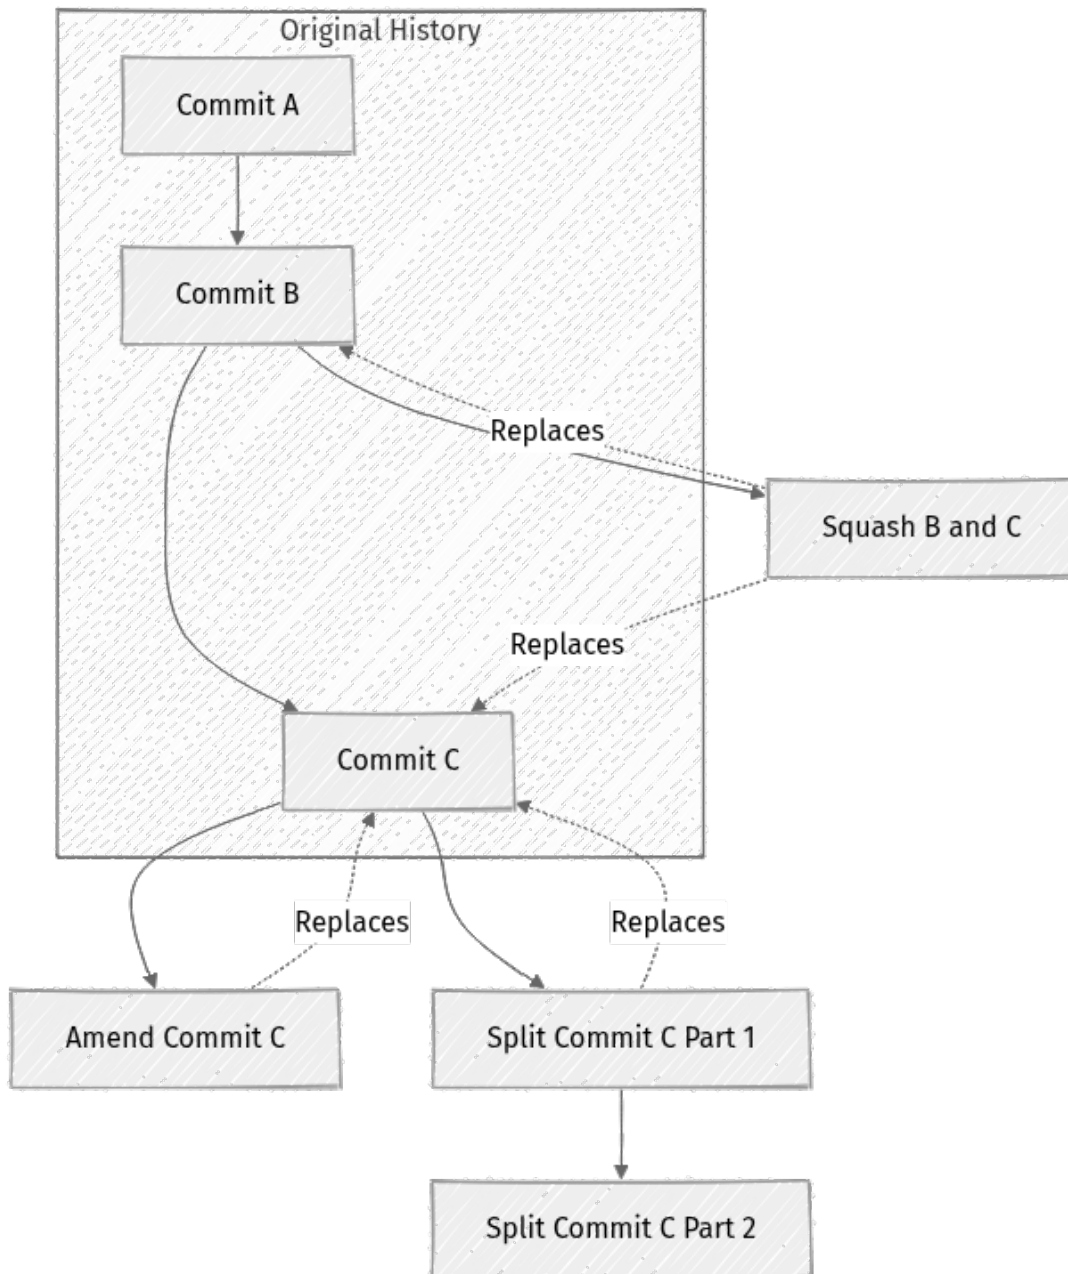 Original History
Commit A
Commit B
Replaces
Squash B and C
Replaces
Commit C
Replaces
Replaces
Amend Commit C
Split Commit C Part 1
Split Commit C Part 2